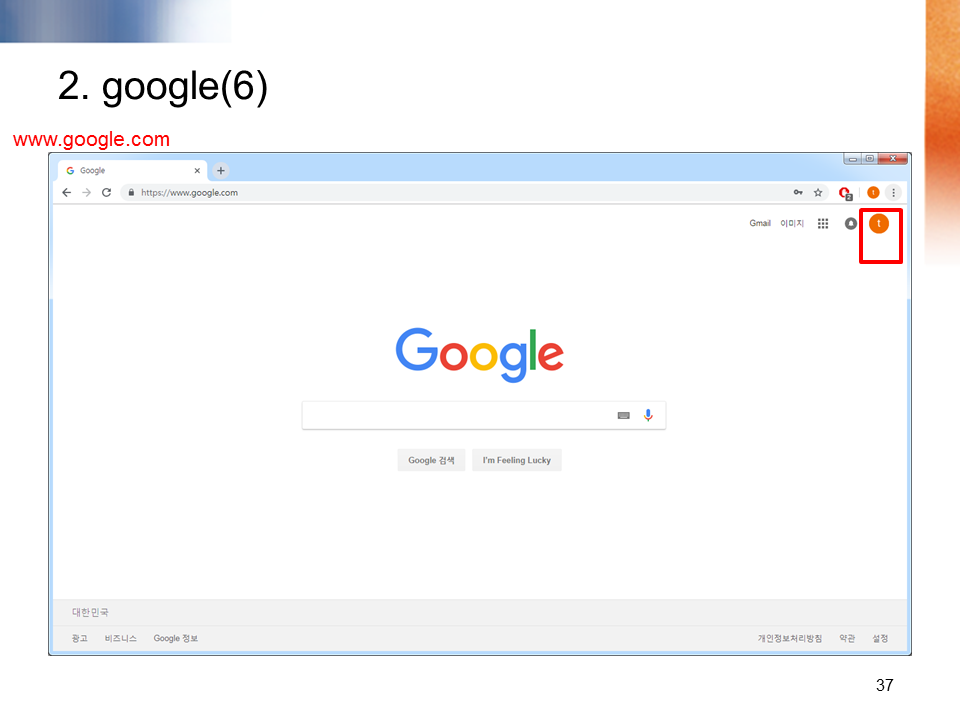 2. google(6)
www.google.com
Google
https://www.google.com
2
t
Gmail 이미지
t
Google
Google 검색 I'm Feeling Lucky
대한민국
광고 비즈니스 Google 정보 개인정보처리방침 약관 설정
37